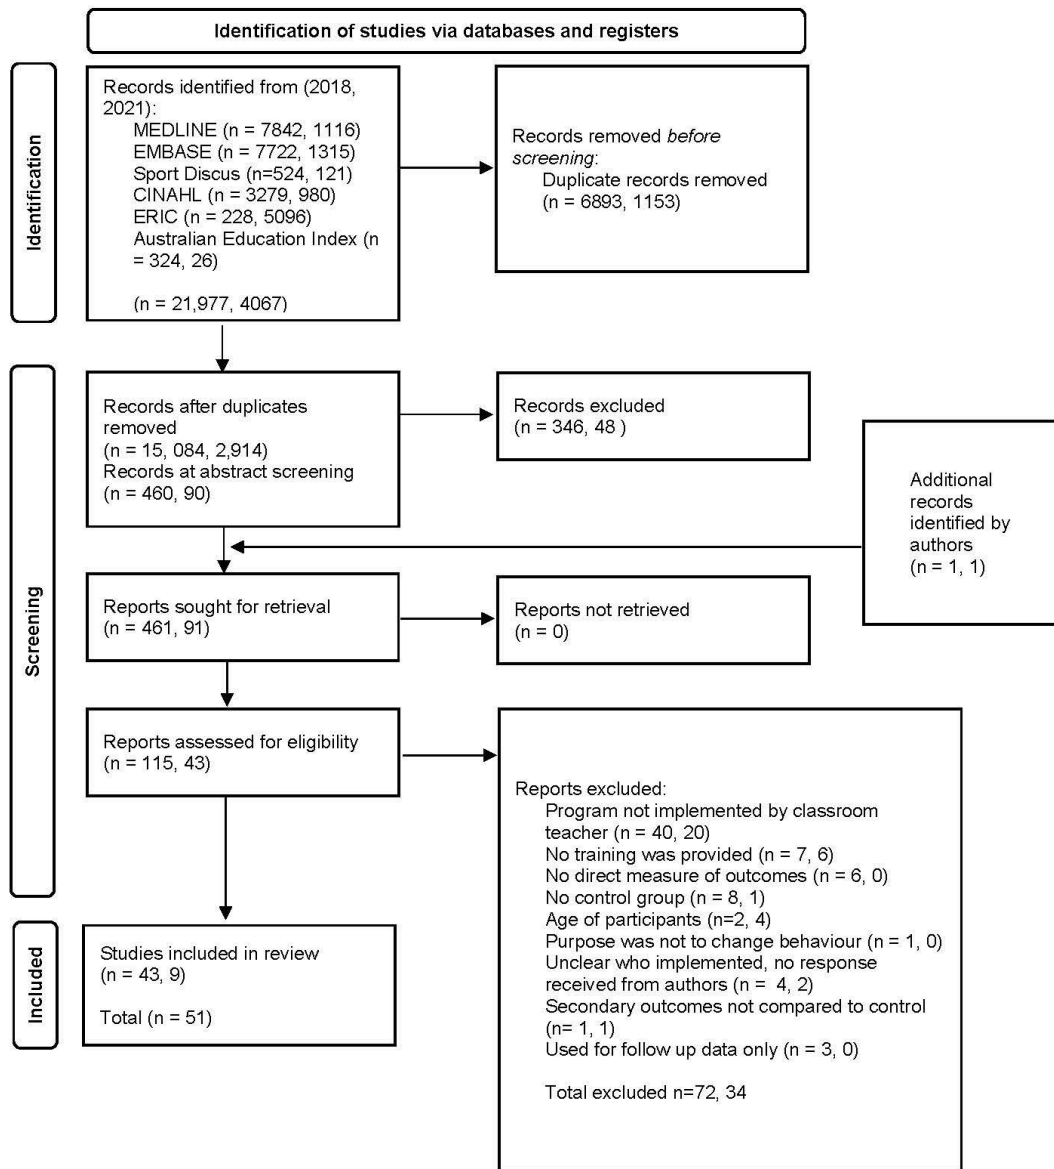 Identification of studies via databases and registers
Identification
Records identified from (2018,
2021):
MEDLINE (n = 7842, 1116)
EMBASE (n = 7722, 1315)
Sport Discus (n=524, 121)
CINAHL (n = 3279, 980)
ERIC (n = 228, 5096)
Australian Education Index (n
= 324, 26)
(n = 21,977, 4067)
Records removed before
screening:
Duplicate records removed
(n = 6893, 1153)
Screening
Records after duplicates
removed
(n = 15, 084, 2,914)
Records at abstract screening
(n = 460, 90)
Records excluded
(n = 346, 48 )
Additional
records
identified by
authors
(n = 1, 1)
Reports sought for retrieval
(n = 461, 91)
Reports not retrieved
(n = 0)
Reports assessed for eligibility
(n = 115, 43)
Reports excluded:
Program not implemented by classroom
teacher (n = 40, 20)
No training was provided (n = 7, 6)
No direct measure of outcomes (n = 6, 0)
No control group (n = 8, 1)
Age of participants (n=2, 4)
Purpose was not to change behaviour (n = 1, 0)
Unclear who implemented, no response
received from authors (n =  4, 2)
Secondary outcomes not compared to control
(n= 1, 1)
Used for follow up data only (n = 3, 0)
Total excluded n=72, 34
Included
Studies included in review
(n = 43, 9)
Total (n = 51)